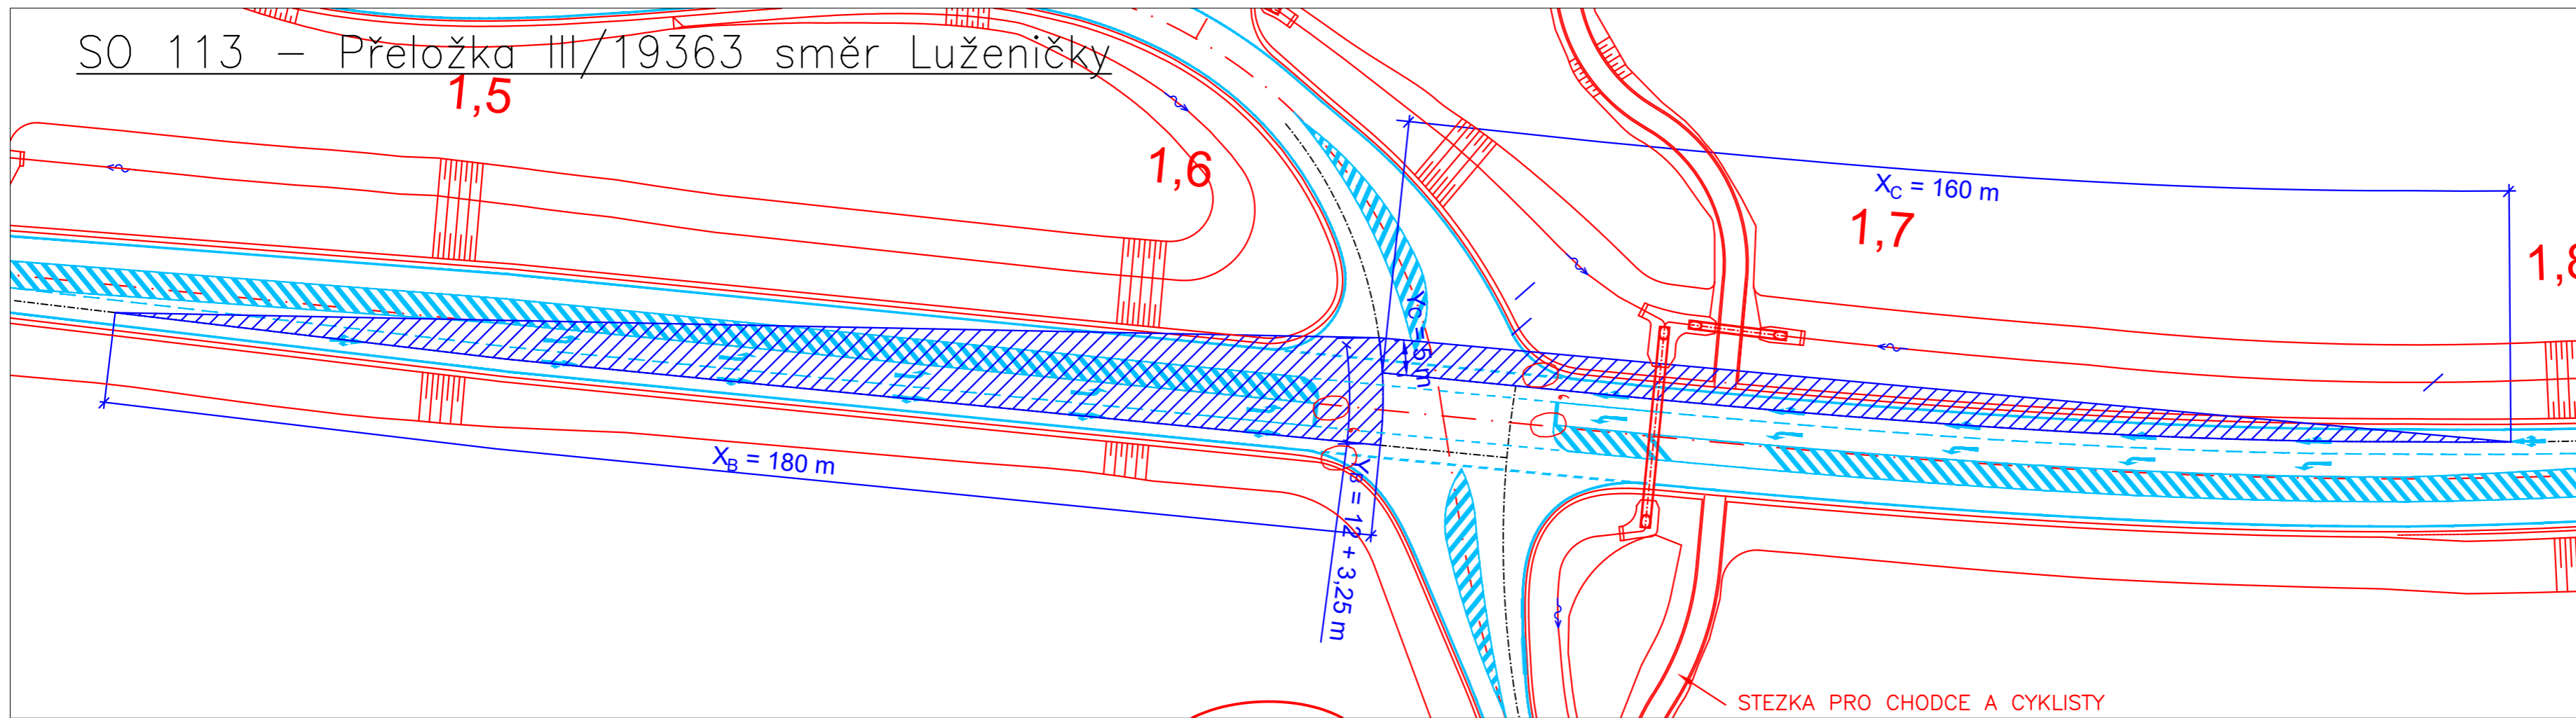 SO 113 – Přeložka III/19363 směr Luženičky
1,5
1,6
X_C = 160 m
1,7
1,8
Y_C = 5 m
X_B = 180 m
Y_B = 12 + 3,25 m
STEZKA PRO CHODCE A CYKLISTY